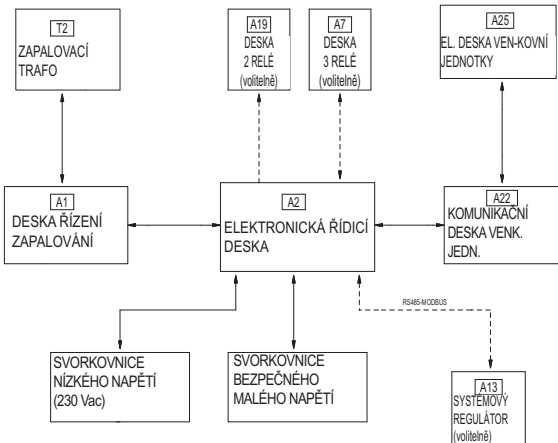 T2
ZAPALOVACÍ
TRAFO
A19
DESKA
2 RELÉ
(volitelně)
A7
DESKA
3 RELÉ
(volitelně)
A25
EL. DESKA VEN-KOVNÍ
JEDNOTKY
A1
DESKA ŘÍZENÍ
ZAPALOVÁNÍ
A2
ELEKTRONICKÁ ŘÍDICÍ
DESKA
A22
KOMUNIKAČNÍ
DESKA VENK.
JEDN.
RS485-MODBUS
SVORKOVNICE
NÍZKÉHO NAPĚTÍ
(230 Vac)
SVORKOVNICE
BEZPEČNÉHO
MALÉHO NAPĚTÍ
A13
SYSTÉMOVÝ
REGULÁTOR
(volitelně)